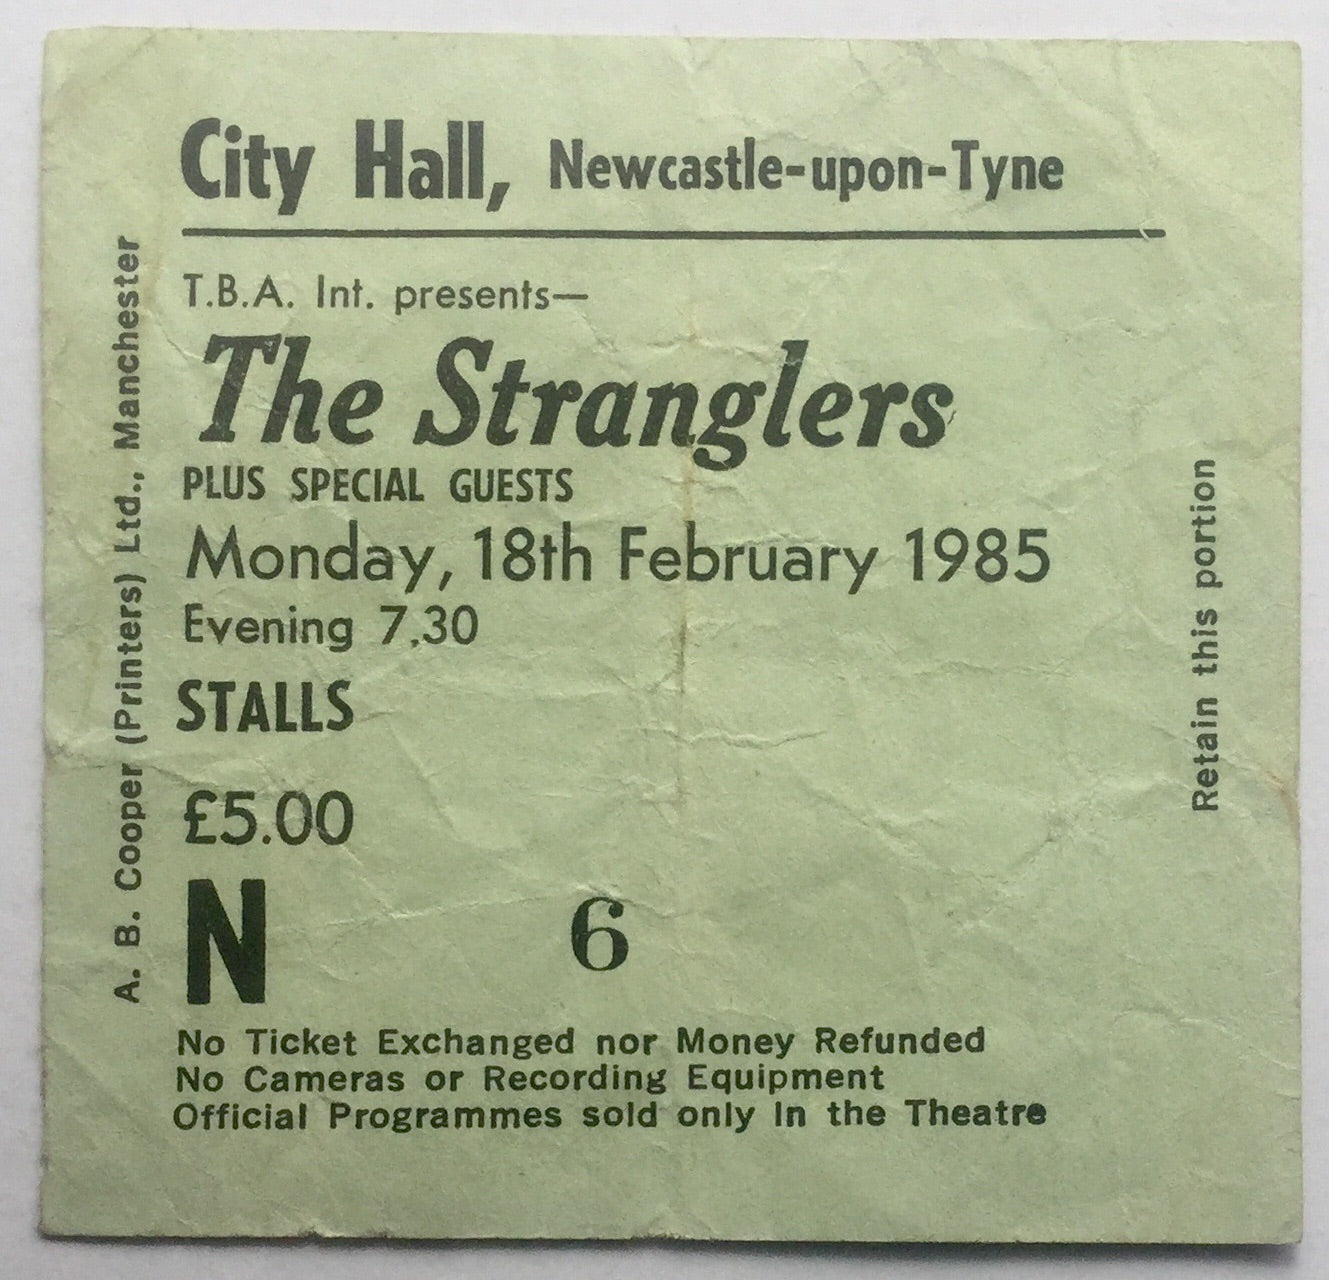 City Hall, Newcastle-upon-Tyne
T.B.A. Int. presents—
The Stranglers
PLUS SPECIAL GUESTS
Monday, 18th February 1985
Evening 7.30
STALLS
£5.00
N 6
No Ticket Exchanged nor Money Refunded
No Cameras or Recording Equipment
Official Programmes sold only in the Theatre
A. B. Cooper (Printers) Ltd., Manchester
Retain this portion